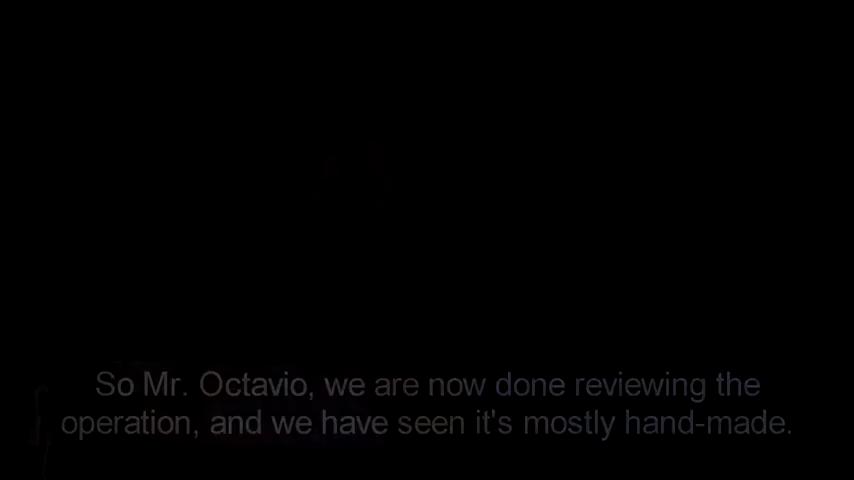 So Mr. Octavio, we are now done reviewing the
operation, and we have seen it's mostly hand-made.